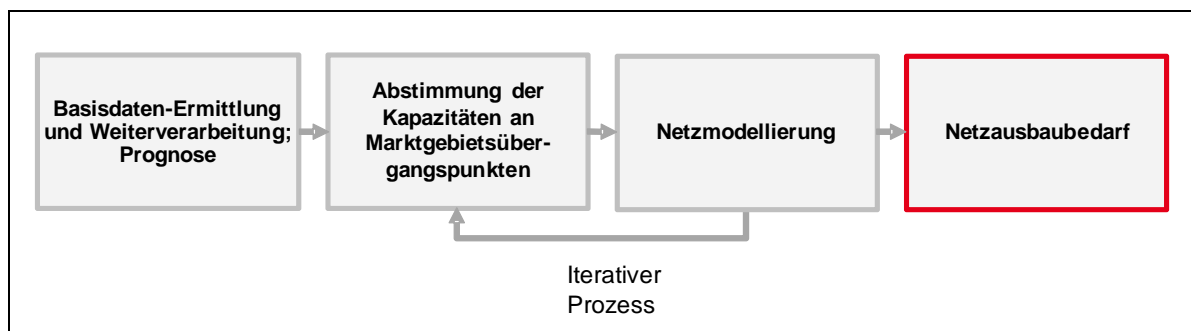 Basisdaten-Ermittlung
und Weiterverarbeitung;
Prognose
Abstimmung der
Kapazitäten an
Marktgebietsüber-
gangspunkten
Netzmodellierung
Netzausbaubedarf
Iterativer
Prozess